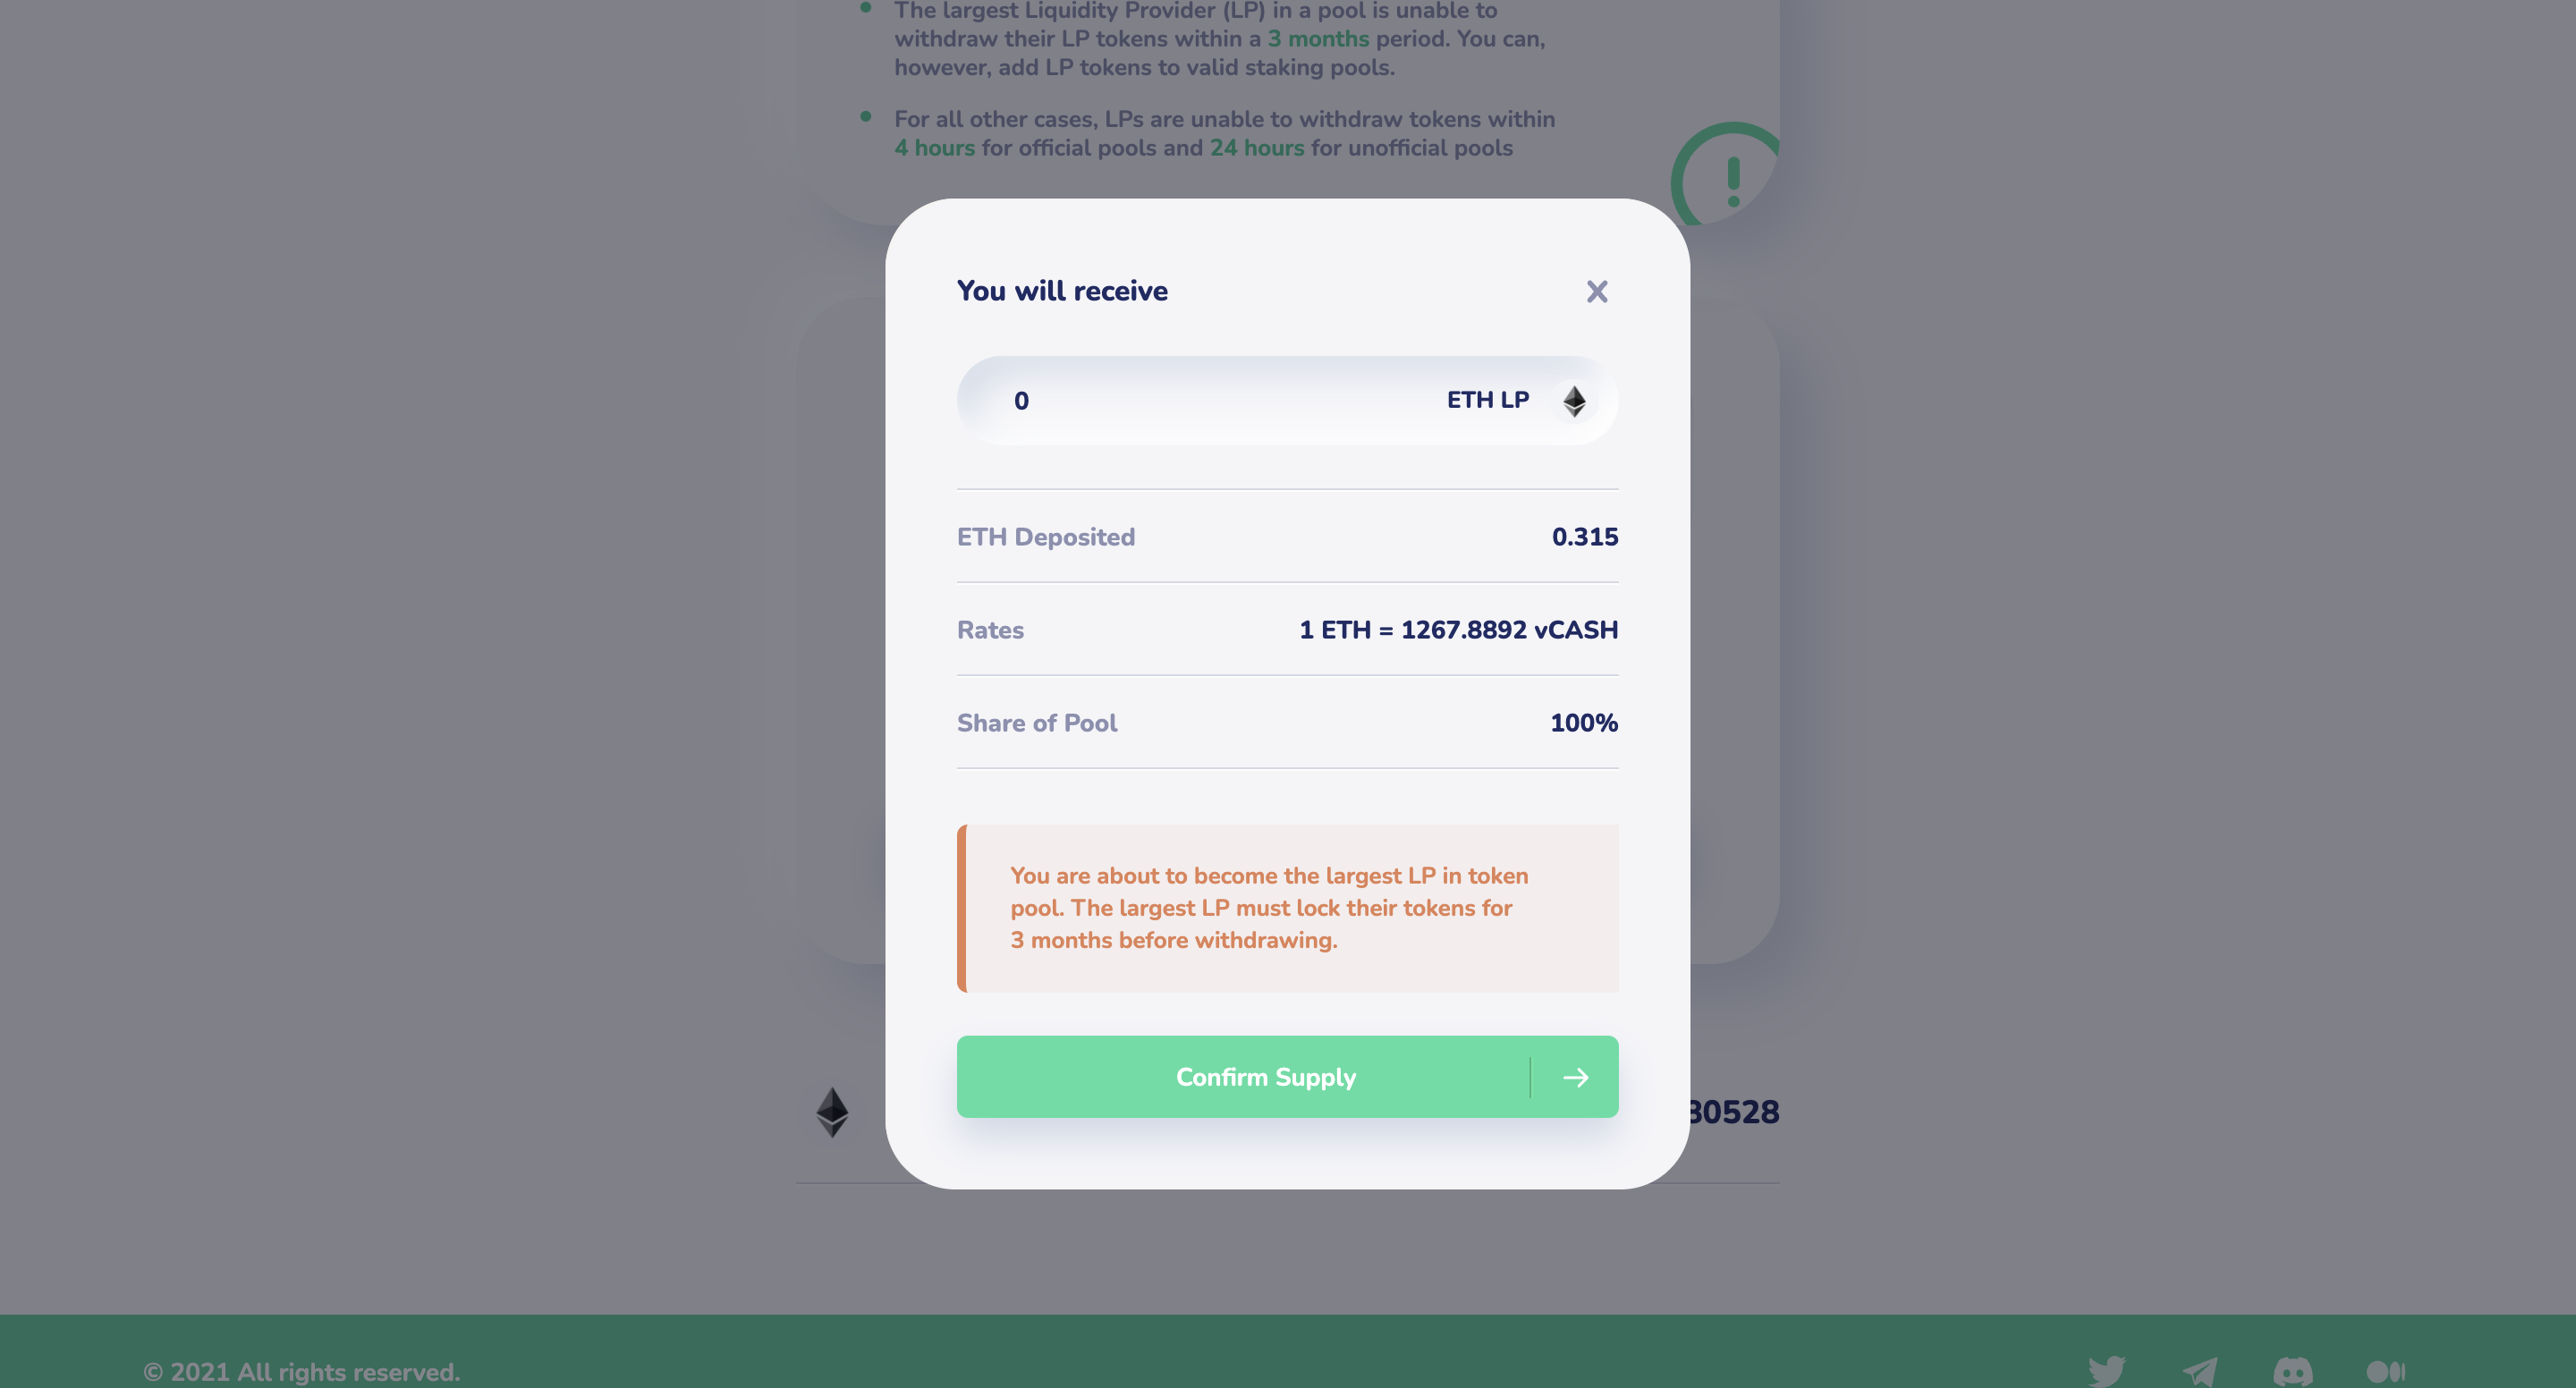 The largest Liquidity Provider (LP) in a pool is unable to
withdraw their LP tokens within a 3 months period. You can,
however, add LP tokens to valid staking pools.
For all other cases, LPs are unable to withdraw tokens within
4 hours for official pools and 24 hours for unofficial pools
You will receive
0 ETH LP
ETH Deposited 0.315
Rates 1 ETH = 1267.8892 vCASH
Share of Pool 100%
You are about to become the largest LP in token
pool. The largest LP must lock their tokens for
3 months before withdrawing.
Confirm Supply
80528
© 2021 All rights reserved.